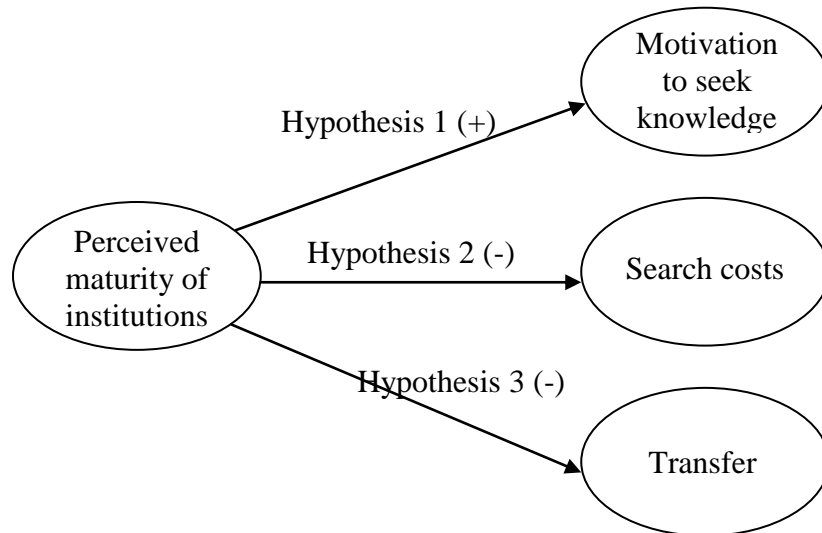 Motivation
to seek
knowledge
Hypothesis 1 (+)
Perceived
maturity of
institutions
Hypothesis 2 (-)
Search costs
Hypothesis 3 (-)
Transfer